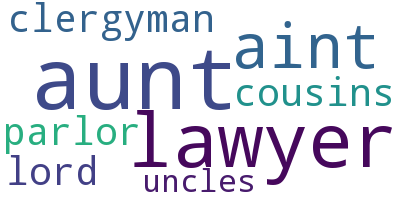 clergyman
aunt aint
cousins
parlor lawyer
lord uncles